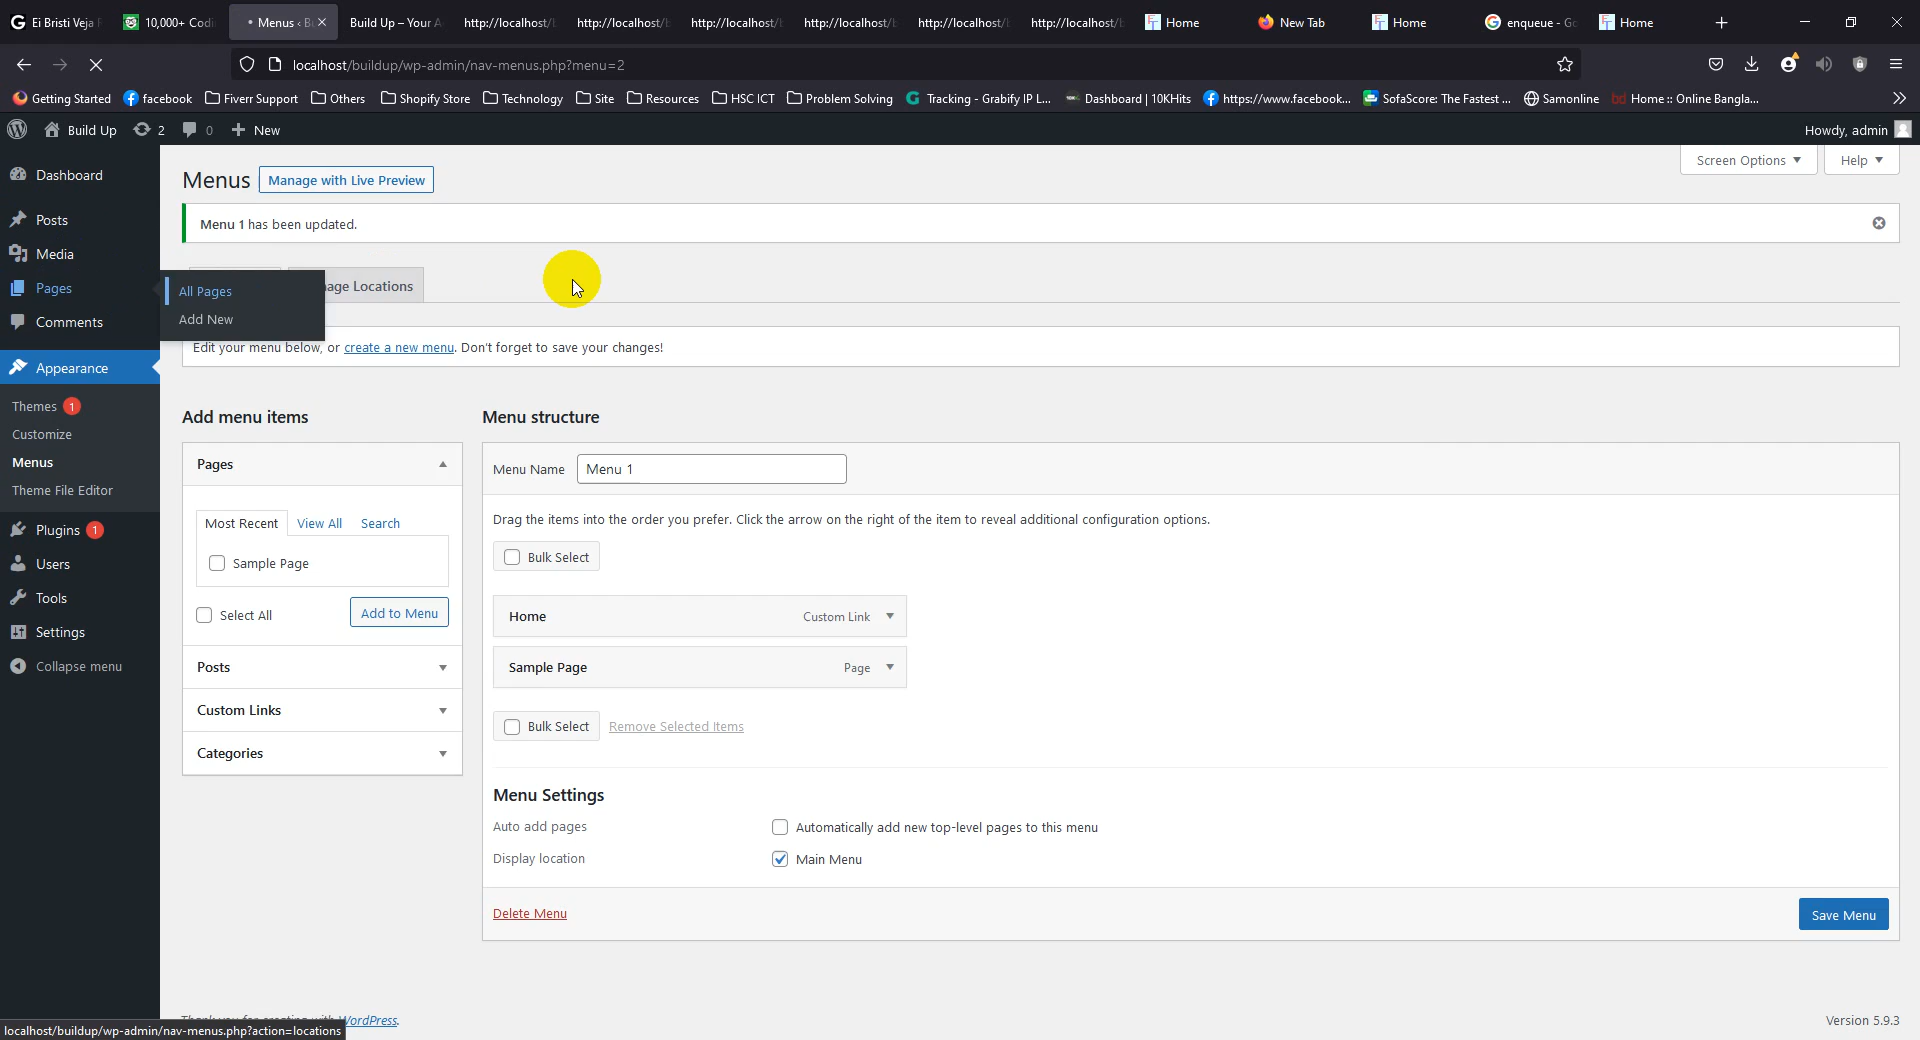 Ei Bristi Veja
10,000+ Codi
Menus ‹ B
Build Up – Your A
http://localhost/
http://localhost/
http://localhost/
http://localhost/
http://localhost/
http://localhost/
Home
New Tab
Home
enqueue - Go
Home
localhost/buildup/wp-admin/nav-menus.php?menu=2
Getting Started
facebook
Fiverr Support
Others
Shopify Store
Technology
Site
Resources
HSC ICT
Problem Solving
Tracking - Grabify IP L...
Dashboard | 10KHits
https://www.facebook...
SofaScore: The Fastest ...
Samonline
Home :: Online Bangla...
Build Up
2
0
New
Howdy, admin
Dashboard
Posts
Media
Pages
Comments
Appearance
Themes 1
Customize
Menus
Theme File Editor
Plugins 1
Users
Tools
Settings
Collapse menu
All Pages
Add New
Screen Options
Help
Menus
Manage with Live Preview
Menu 1 has been updated.
age Locations
Edit your menu below, or create a new menu. Don't forget to save your changes!
Add menu items
Pages
Most Recent
View All
Search
Sample Page
Select All
Add to Menu
Posts
Custom Links
Categories
Menu structure
Menu Name
Menu 1
Drag the items into the order you prefer. Click the arrow on the right of the item to reveal additional configuration options.
Bulk Select
Home
Custom Link
Sample Page
Page
Bulk Select
Remove Selected Items
Menu Settings
Auto add pages
Automatically add new top-level pages to this menu
Display location
Main Menu
Delete Menu
Save Menu
Thank you for creating with WordPress.
Version 5.9.3
localhost/buildup/wp-admin/nav-menus.php?action=locations